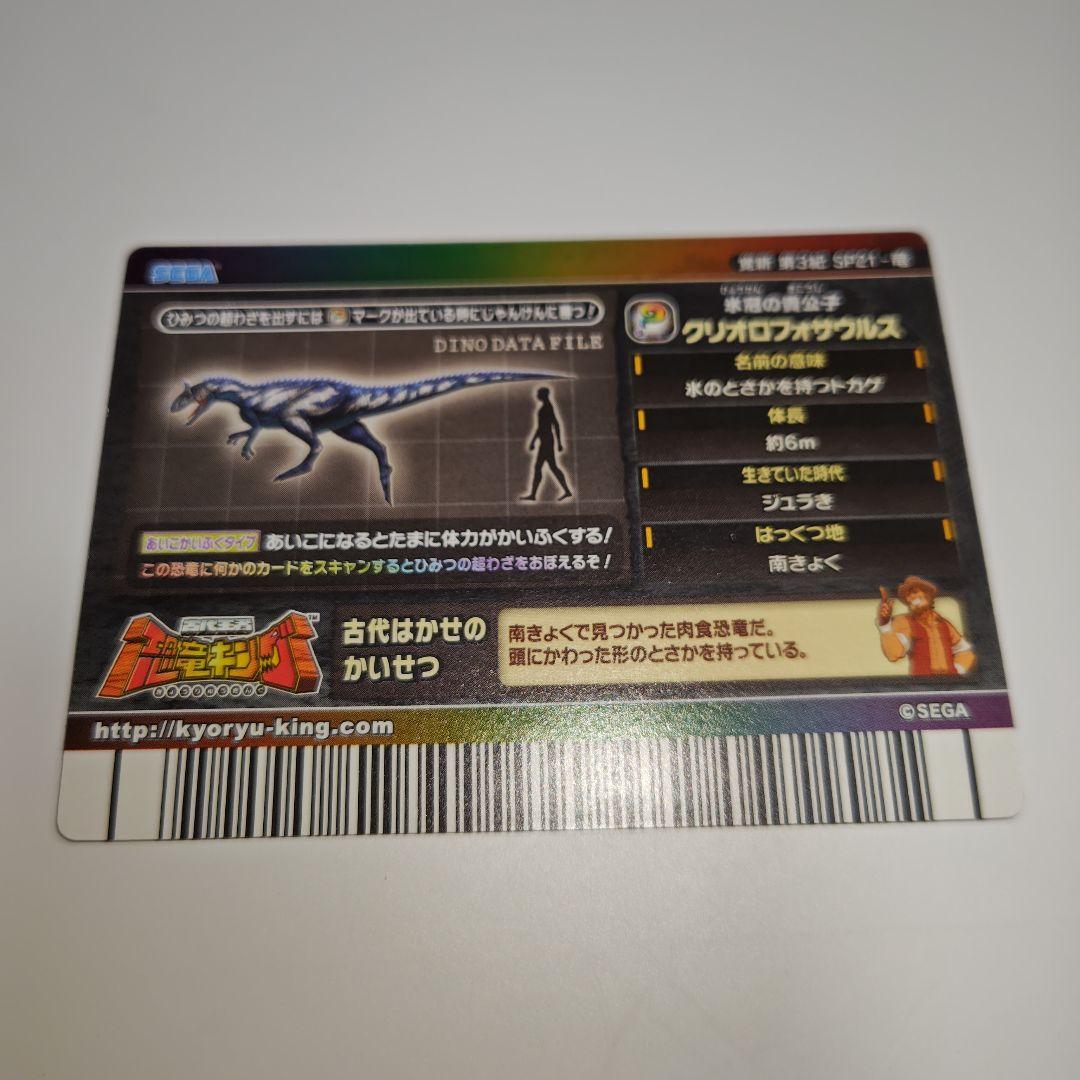 SEGA
覚醒 第3紀 SP21-竜
ひみつの超わざを出すには マークが出ている時にじゃんけんに勝つ!
DINO DATA FILE
氷冠の貴公子
クリオロフォサウルス
名前の意味
氷のとさかを持つトカゲ
体長
約6m
生きていた時代
ジュラき
はっくつ地
南きょく
あいこかいふくタイプ あいこになるとたまに体力がかいふくする!
この恐竜に何かのカードをスキャンするとひみつの超わざをおぼえるぞ!
古代王者
恐竜キング
古代はかせの
かいせつ
南きょくで見つかった肉食恐竜だ。
頭にかわった形のとさかを持っている。
http://kyoryu-king.com
©SEGA